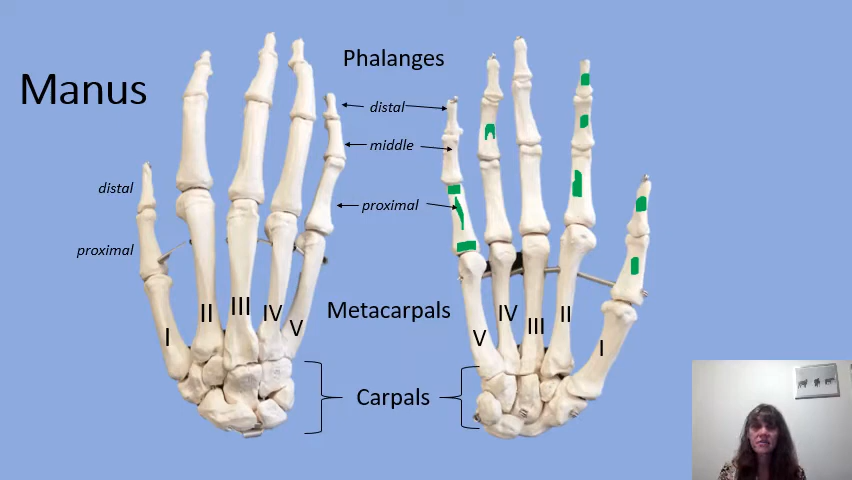 Manus
Phalanges
distal
middle
proximal
distal
proximal
Metacarpals
I
II
III
IV
V
V
IV
III
II
I
Carpals